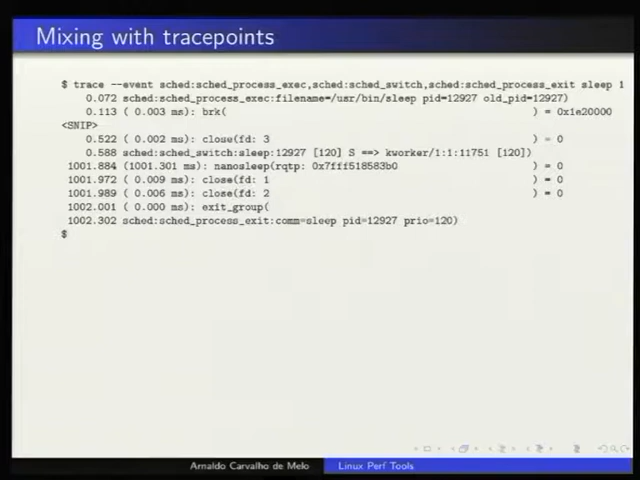 Mixing with tracepoints
$ trace --event sched:sched_process_exec,sched:sched_switch,sched:sched_process_exit sleep 1
0.072 sched:sched_process_exec:filename=/usr/bin/sleep pid=12927 old_pid=12927)
0.113 ( 0.003 ms): brk( ) = 0x1e20000
<SNIP>
0.522 ( 0.002 ms): close(fd: 3 ) = 0
0.588 sched:sched_switch:sleep:12927 [120] S ==> kworker/1:1:11751 [120])
1001.884 (1001.301 ms): nanosleep(rqtp: 0x7fff518583b0 ) = 0
1001.972 ( 0.009 ms): close(fd: 1 ) = 0
1001.989 ( 0.006 ms): close(fd: 2 ) = 0
1002.001 ( 0.000 ms): exit_group(
1002.302 sched:sched_process_exit:comm=sleep pid=12927 prio=120)
$
Arnaldo Carvalho de Melo Linux Perf Tools